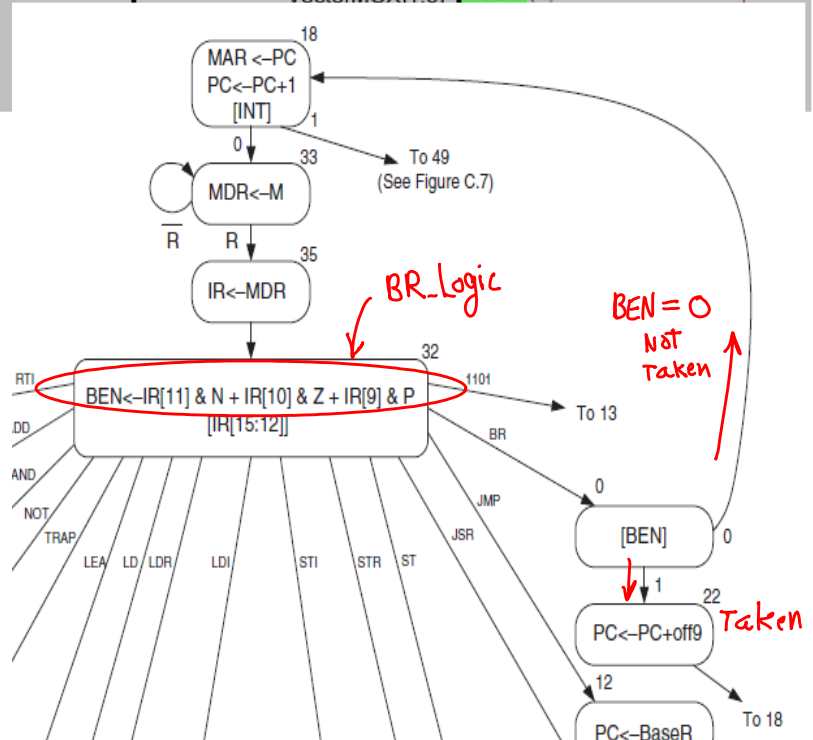 18
MAR <–PC
PC<–PC+1
[INT]
1
0
To 49
(See Figure C.7)
33
MDR<–M
R
R
35
IR<–MDR
BR_Logic
BEN = 0
Not
Taken
32
RTI
1101
BEN<–IR[11] & N + IR[10] & Z + IR[9] & P
[IR[15:12]]
To 13
DD
BR
AND
0
JMP
NOT
[BEN]
0
TRAP
JSR
LEA
LD
LDR
LDI
STI
STR
ST
1
22
Taken
PC<–PC+off9
12
To 18
PC<–BaseR